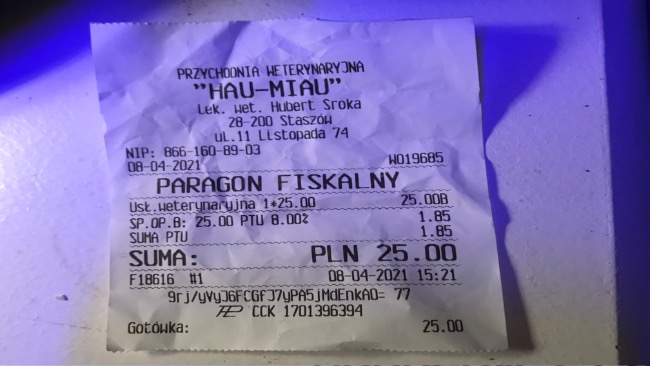 PRZYCHODNIA WETERYNARYJNA
"HAU-MIAU"
Lek. wet. Hubert Sroka
28-200 Staszów
ul.11 Listopada 74
NIP: 866-160-89-03
08-04-2021 W019685
PARAGON FISKALNY
Usł.weterynaryjna 1*25.00 25.00B
SP.OP.B: 25.00 PTU 8.00% 1.85
SUMA PTU 1.85
SUMA: PLN 25.00
F18616 #1 08-04-2021 15:21
9rj/yVyJ6FCGfJ7yPA5jMdEnkAO= 77
CCK 1701396394
Gotówka: 25.00